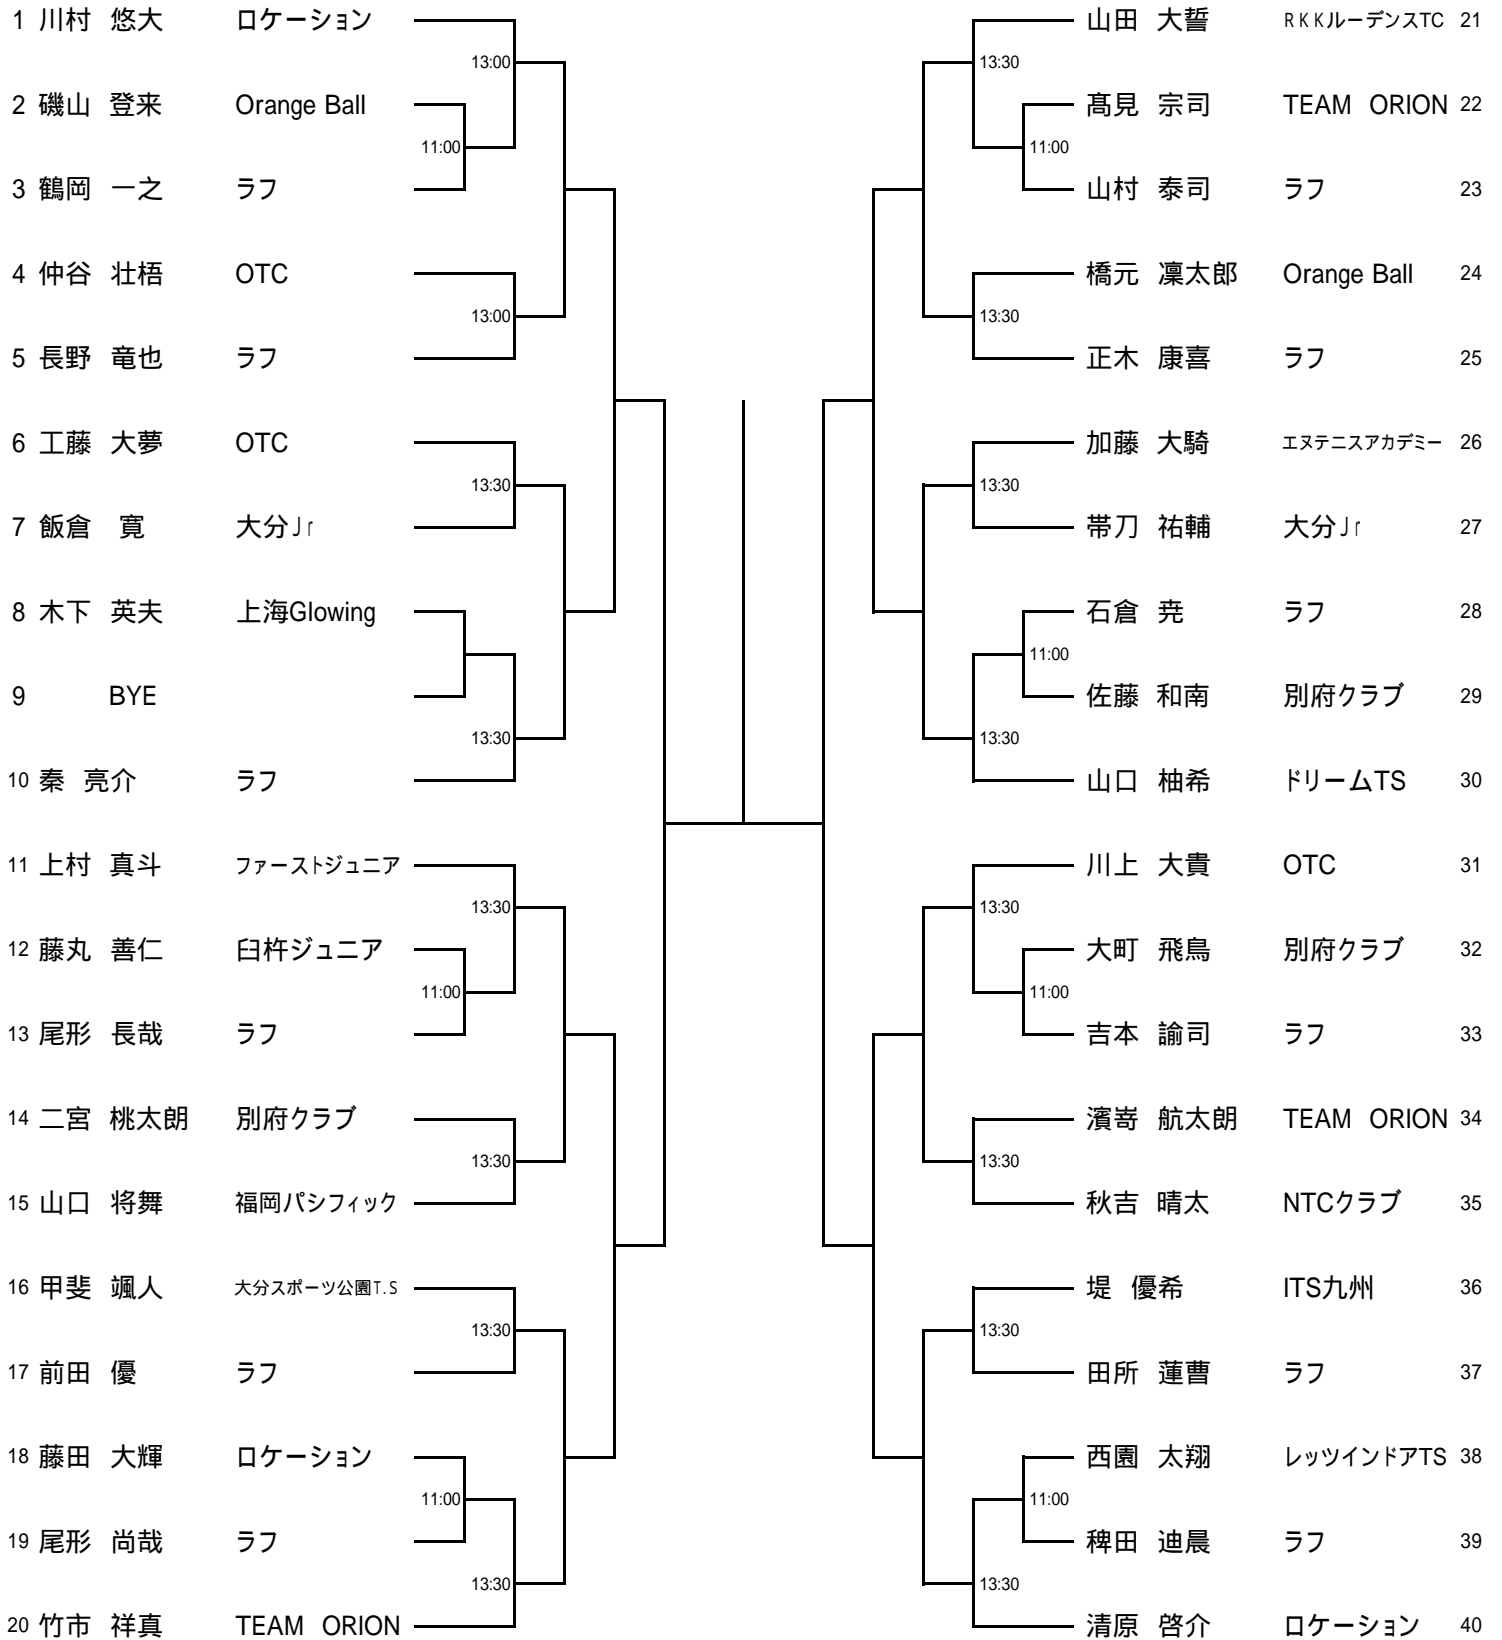 1 川村 悠大 ロケーション
13:00
2 磯山 登来 Orange Ball
11:00
3 鶴岡 一之 ラフ
4 仲谷 壮梧 OTC
13:00
5 長野 竜也 ラフ
6 工藤 大夢 OTC
13:30
7 飯倉 寛 大分Jr
8 木下 英夫 上海Glowing
9 BYE
13:30
10 秦 亮介 ラフ
11 上村 真斗 ファーストジュニア
13:30
12 藤丸 善仁 臼杵ジュニア
11:00
13 尾形 長哉 ラフ
14 二宮 桃太朗 別府クラブ
13:30
15 山口 将舞 福岡パシフィック
16 甲斐 颯人 大分スポーツ公園T.S
13:30
17 前田 優 ラフ
18 藤田 大輝 ロケーション
11:00
19 尾形 尚哉 ラフ
13:30
20 竹市 祥真 TEAM ORION
山田 大誓 RKKルーデンスTC 21
13:30
髙見 宗司 TEAM ORION 22
11:00
山村 泰司 ラフ 23
橋元 凜太郎 Orange Ball 24
13:30
正木 康喜 ラフ 25
加藤 大騎 エヌテニスアカデミー 26
13:30
帯刀 祐輔 大分Jr 27
石倉 尭 ラフ 28
11:00
佐藤 和南 別府クラブ 29
13:30
山口 柚希 ドリームTS 30
川上 大貴 OTC 31
13:30
大町 飛鳥 別府クラブ 32
11:00
吉本 諭司 ラフ 33
濱嵜 航太朗 TEAM ORION 34
13:30
秋吉 晴太 NTCクラブ 35
堤 優希 ITS九州 36
13:30
田所 蓮曹 ラフ 37
西園 太翔 レッツインドアTS 38
11:00
稗田 迪晨 ラフ 39
13:30
清原 啓介 ロケーション 40